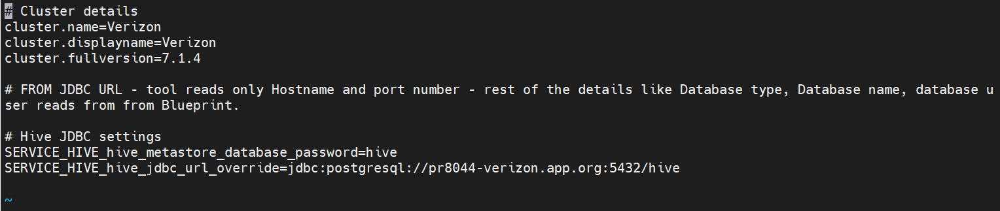 # Cluster details
cluster.name=Verizon
cluster.displayname=Verizon
cluster.fullversion=7.1.4
# FROM JDBC URL - tool reads only Hostname and port number - rest of the details like Database type, Database name, database u
ser reads from from Blueprint.
# Hive JDBC settings
SERVICE_HIVE_hive_metastore_database_password=hive
SERVICE_HIVE_hive_jdbc_url_override=jdbc:postgresql://pr8044-verizon.app.org:5432/hive
~